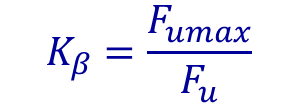 K_β = F_umax / F_u